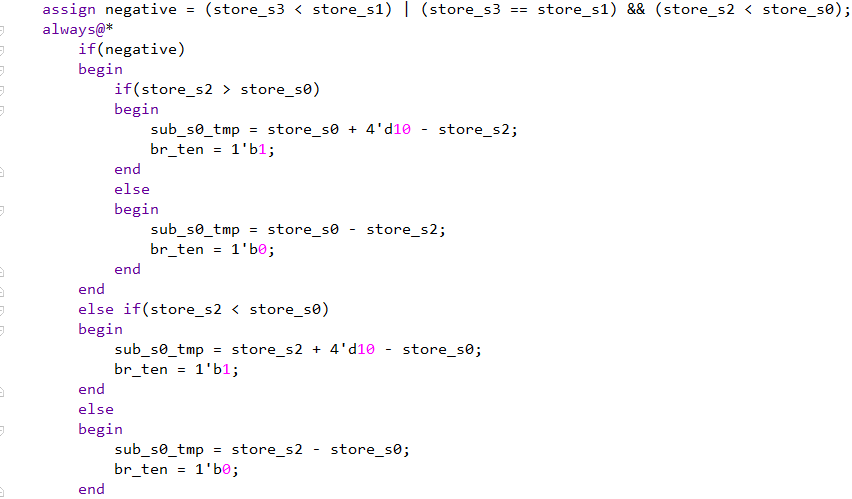 assign negative = (store_s3 < store_s1) | (store_s3 == store_s1) && (store_s2 < store_s0);
always@*
if(negative)
begin
if(store_s2 > store_s0)
begin
sub_s0_tmp = store_s0 + 4'd10 - store_s2;
br_ten = 1'b1;
end
else
begin
sub_s0_tmp = store_s0 - store_s2;
br_ten = 1'b0;
end
end
else if(store_s2 < store_s0)
begin
sub_s0_tmp = store_s2 + 4'd10 - store_s0;
br_ten = 1'b1;
end
else
begin
sub_s0_tmp = store_s2 - store_s0;
br_ten = 1'b0;
end